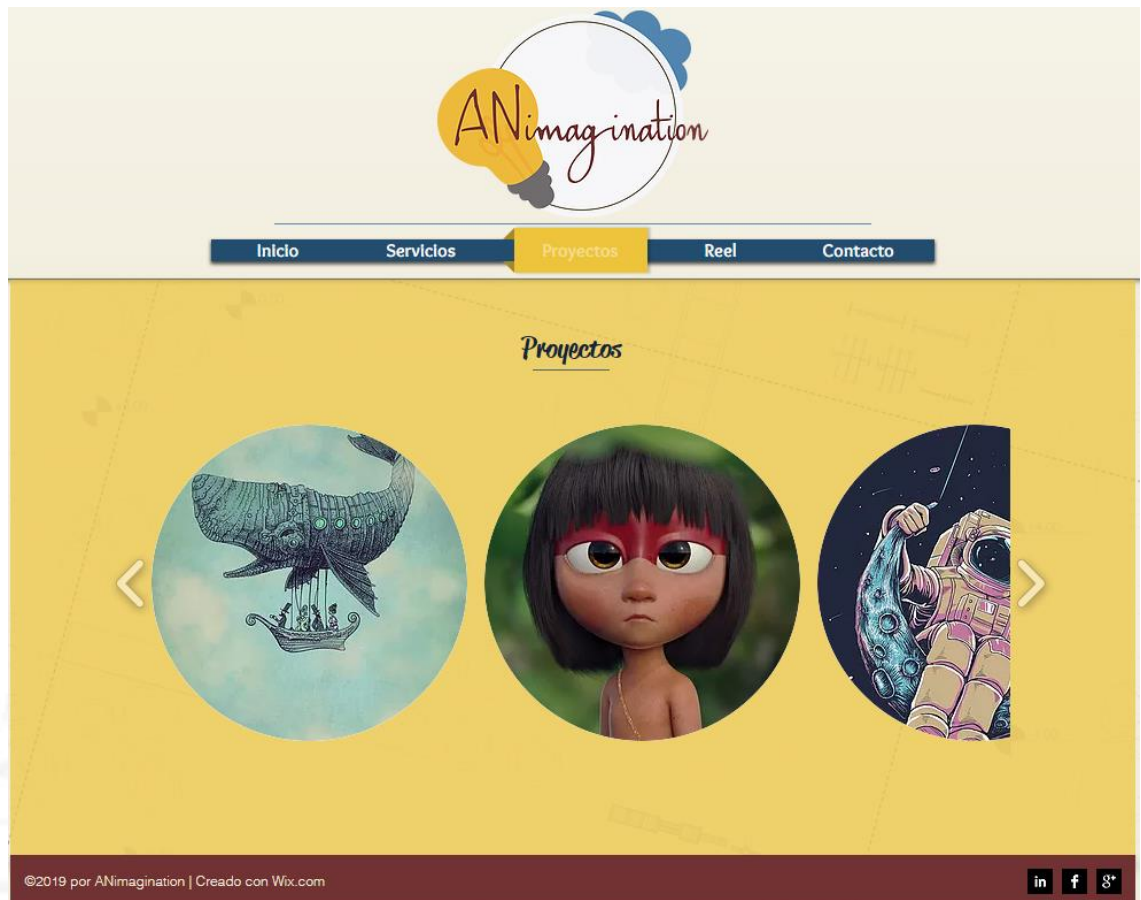 ANimagination
Inicio Servicios Proyectos Reel Contacto
Proyectos
©2019 por ANimagination | Creado con Wix.com
in f g+